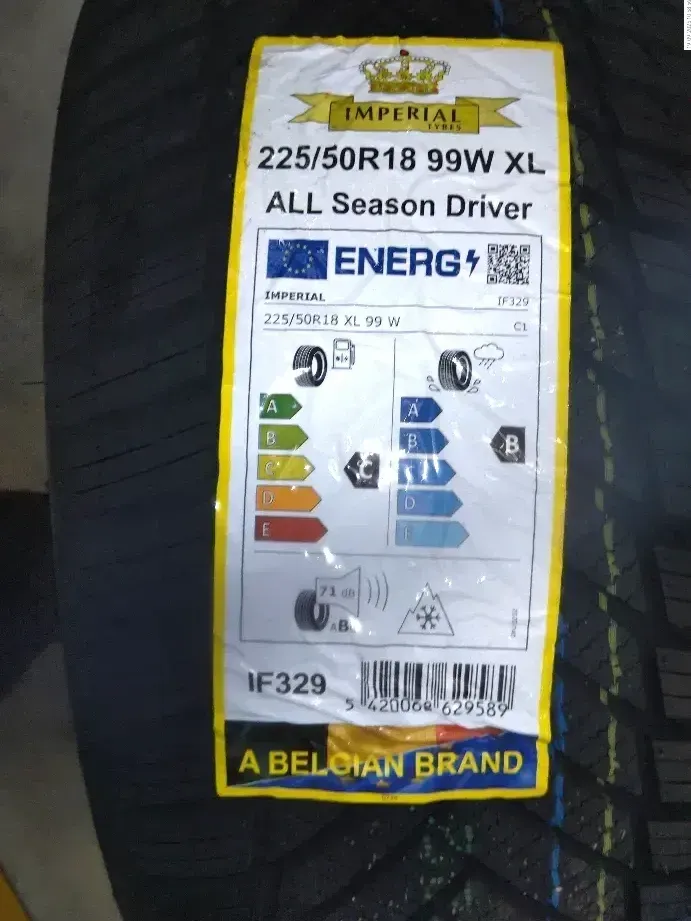 IMPERIAL
TYRES
225/50R18 99W XL
ALL Season Driver
ENERG
IMPERIAL IF329
225/50R18 XL 99 W C1
A
B
C
D
E
C
A
B
C
D
E
B
71 dB
AB
IF329
5 420068 629589
A BELGIAN BRAND